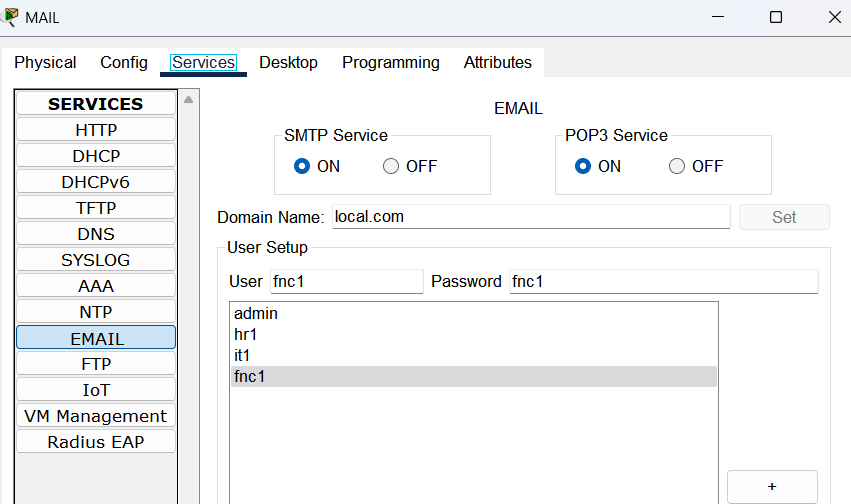 MAIL
Physical Config Services Desktop Programming Attributes
SERVICES
HTTP
DHCP
DHCPv6
TFTP
DNS
SYSLOG
AAA
NTP
EMAIL
FTP
IoT
VM Management
Radius EAP
EMAIL
SMTP Service
ON OFF
POP3 Service
ON OFF
Domain Name: local.com Set
User Setup
User fnc1 Password fnc1
admin
hr1
it1
fnc1
+